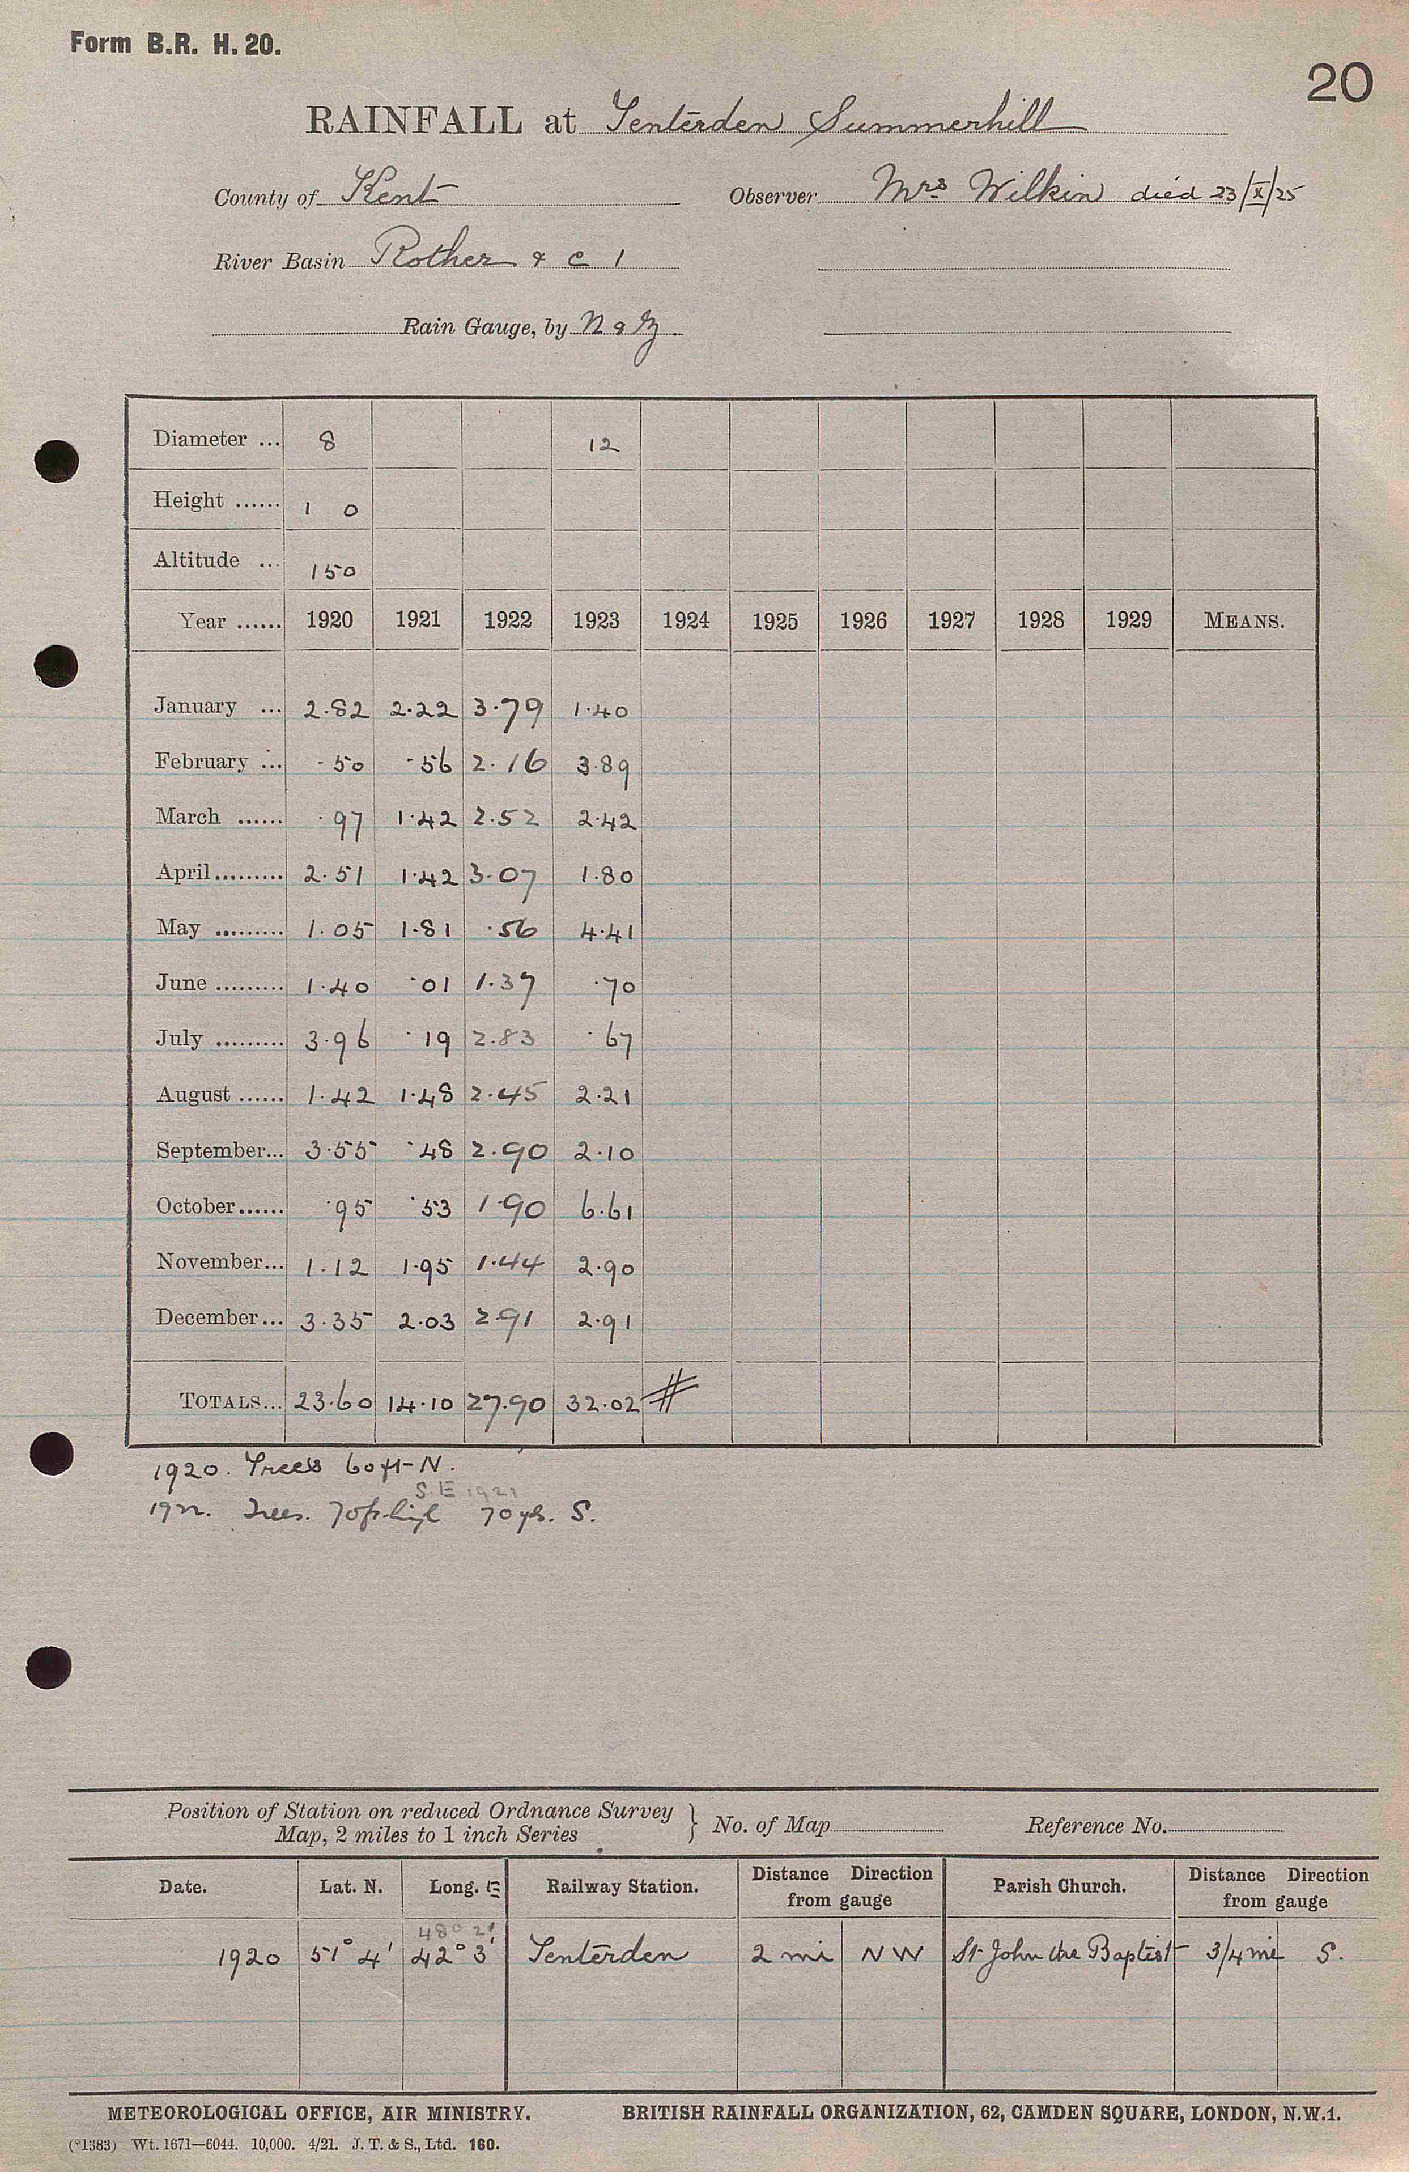 Form B.R. H. 20.
20
RAINFALL at Tenterden Summerhill
County of Kent Observer Mrs Wilkin died 23/X/25
River Basin Rother & c 1
Rain Gauge, by N & Z
Diameter ... 8 12
Height ...... 1 0
Altitude ... 150
Year ...... 1920 1921 1922 1923 1924 1925 1926 1927 1928 1929 MEANS.
January ... 2.82 2.22 3.79 1.40
February ... .50 .56 2.16 3.89
March ...... .97 1.42 2.52 2.42
April ......... 2.51 1.42 3.07 1.80
May ......... 1.05 1.81 .56 4.41
June ......... 1.40 .01 1.37 .70
July ......... 3.96 .19 2.83 .67
August ...... 1.42 1.48 2.45 2.21
September... 3.55 .48 2.90 2.10
October...... .95 .53 1.90 6.61
November... 1.12 1.95 1.44 2.90
December... 3.35 2.03 2.91 2.91
TOTALS... 23.60 14.10 27.90 32.02 #
1920. Trees 60ft N.
S E 1921
1922. Trees. 70ft high 70 yds. S.
Position of Station on reduced Ordnance Survey
Map, 2 miles to 1 inch Series } No. of Map Reference No.
Date. Lat. N. Long. E Railway Station. Distance Direction from gauge Parish Church. Distance Direction from gauge
48° 2'
1920 51° 4' 42° 3' Tenterden 2 mi N W St John the Baptist 3/4 mi S.
METEOROLOGICAL OFFICE, AIR MINISTRY. BRITISH RAINFALL ORGANIZATION, 62, CAMDEN SQUARE, LONDON, N.W.1.
(*1383) Wt. 1671—6044. 10,000. 4/21. J. T. & S., Ltd. 160.